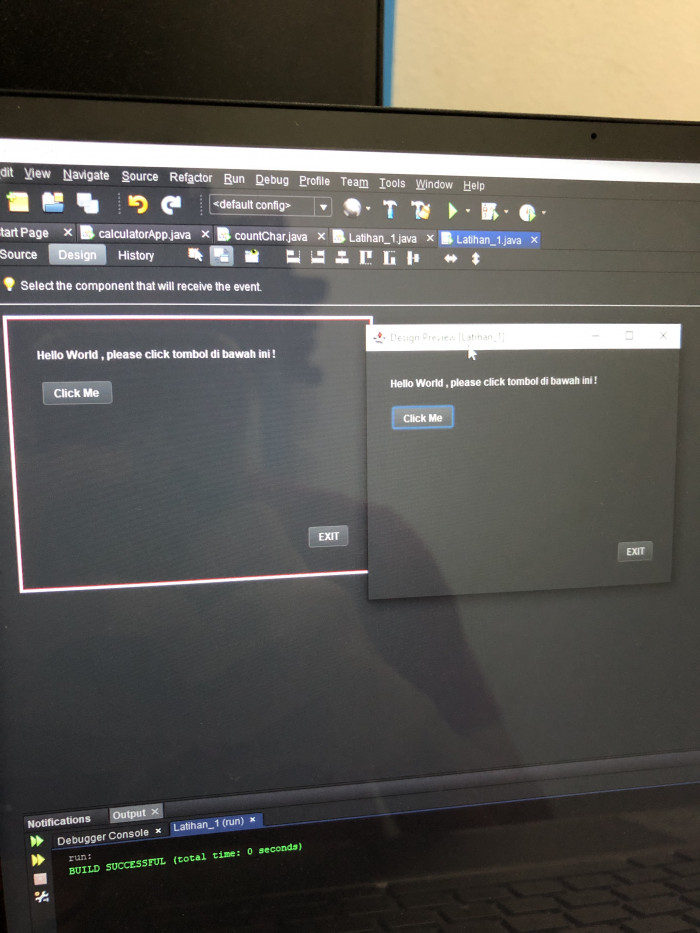 dit View Navigate Source Refactor Run Debug Profile Team Tools Window Help
<default config>
tart Page × calculatorApp.java × countChar.java × Latihan_1.java × Latihan_1.java ×
Source Design History
Select the component that will receive the event.
Hello World , please click tombol di bawah ini !
Click Me
EXIT
Design Preview [Latihan_1]
Hello World , please click tombol di bawah ini !
Click Me
EXIT
Notifications Output ×
Debugger Console × Latihan_1 (run) ×
run:
BUILD SUCCESSFUL (total time: 0 seconds)